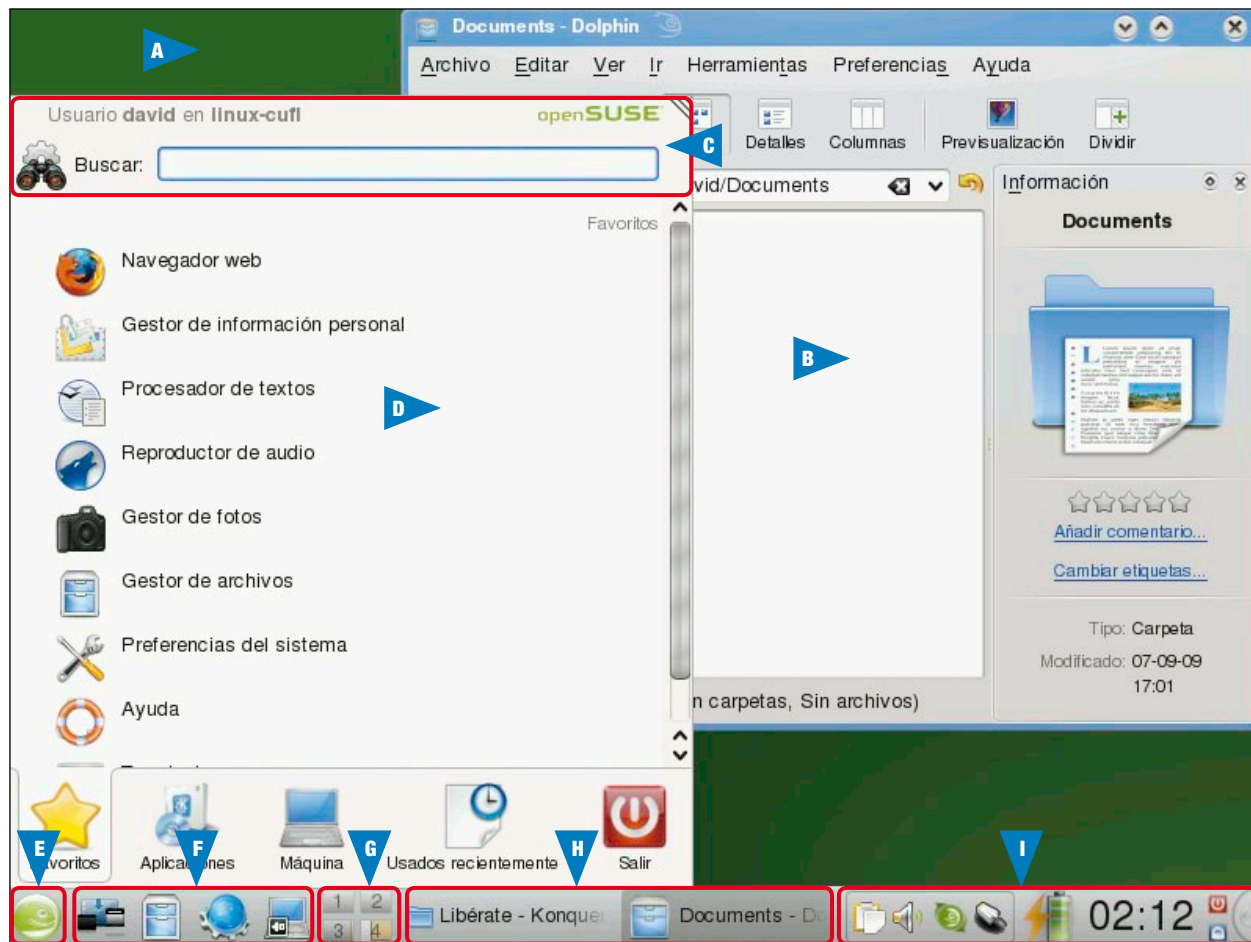 Documents - Dolphin
A
Archivo Editar Ver Ir Herramientas Preferencias Ayuda
Usuario david en linux-cufl
openSUSE
C
Detalles Columnas Previsualización Dividir
Buscar:
vid/Documents
Información
Favoritos
Documents
Navegador web
Gestor de información personal
B
Procesador de textos
D
Reproductor de audio
Gestor de fotos
Añadir comentario...
Gestor de archivos
Cambiar etiquetas...
Preferencias del sistema
Tipo: Carpeta
Modificado: 07-09-09
17:01
Ayuda
n carpetas, Sin archivos)
E
F
G
H
I
Favoritos Aplicaciones Máquina Usados recientemente Salir
1 2
3 4
Libérate - Konque
Documents - D
02:12